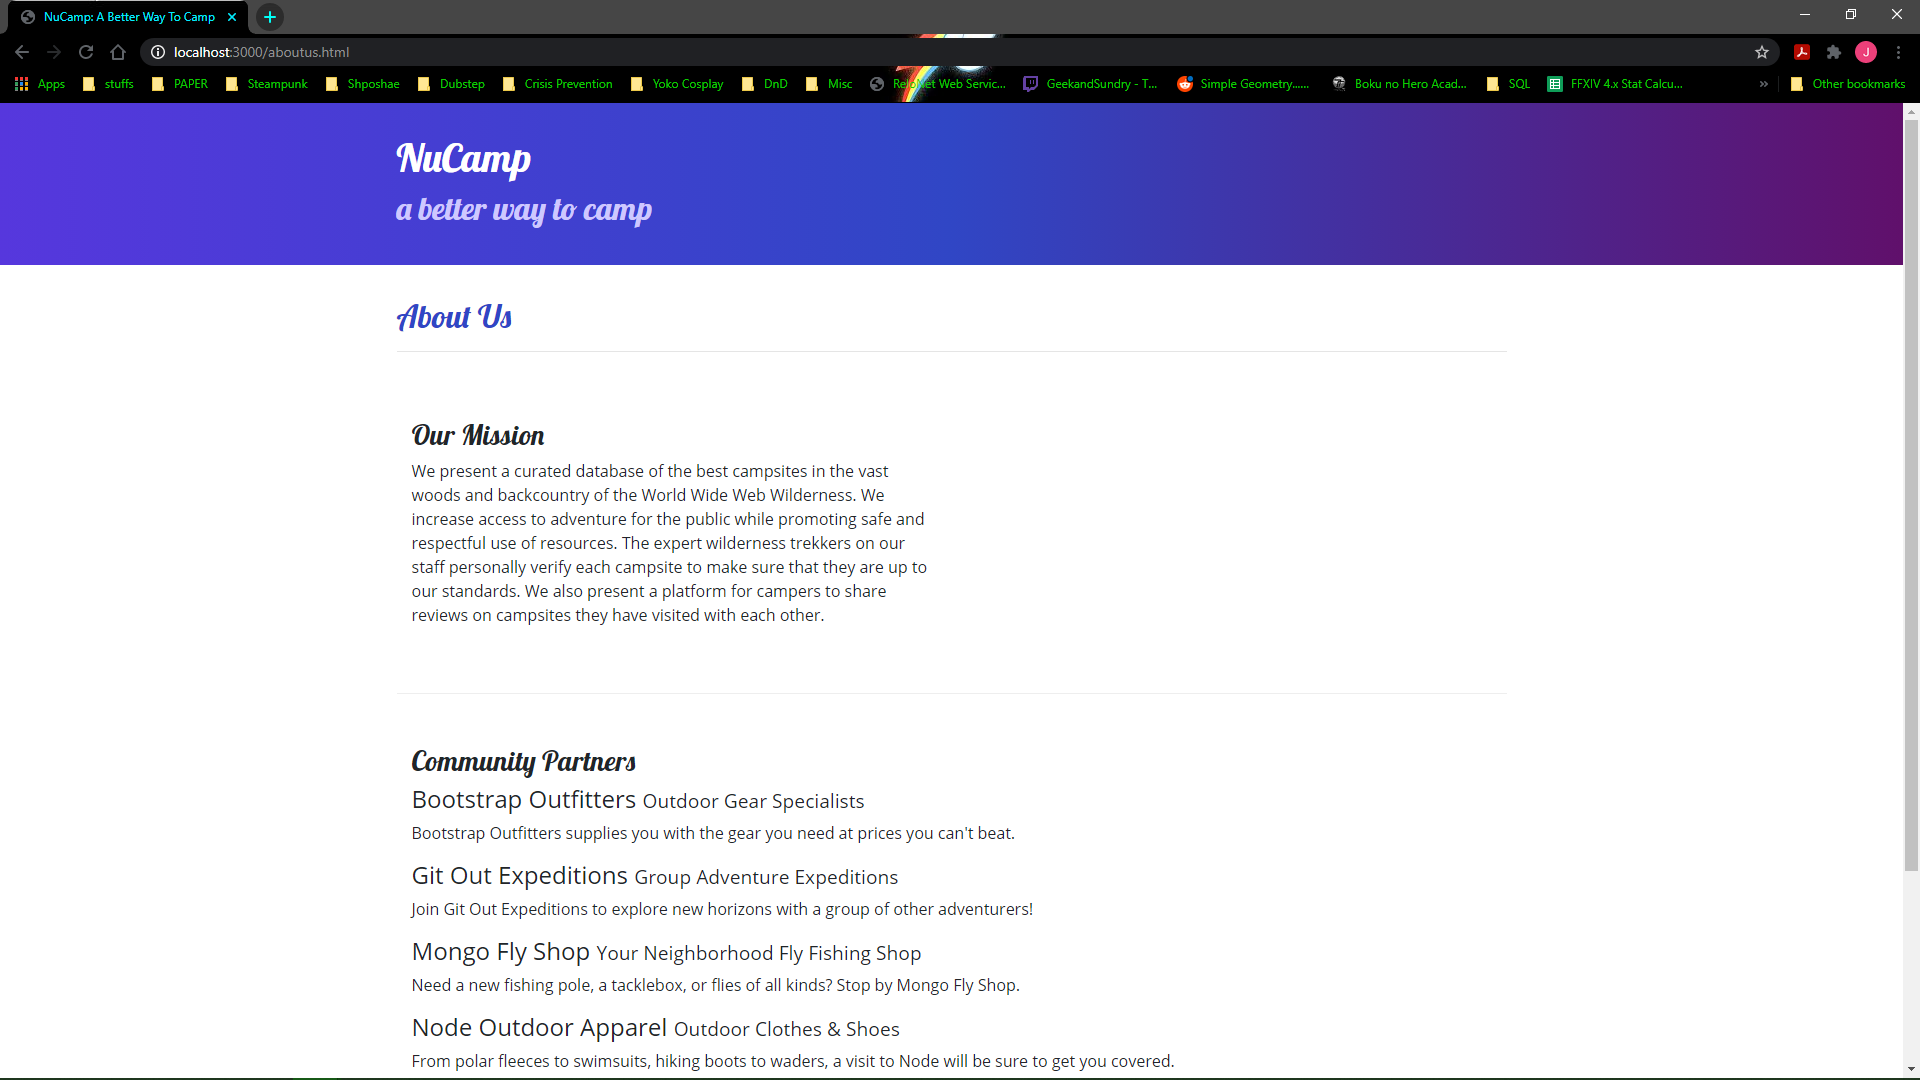 NuCamp: A Better Way To Camp
localhost:3000/aboutus.html
J
Apps stuffs PAPER Steampunk Shposhae Dubstep Crisis Prevention Yoko Cosplay DnD Misc ReloNet Web Servic... GeekandSundry - T... Simple Geometry...... Boku no Hero Acad... SQL FFXIV 4.x Stat Calcu... » Other bookmarks
NuCamp
a better way to camp
About Us
Our Mission
We present a curated database of the best campsites in the vast
woods and backcountry of the World Wide Web Wilderness. We
increase access to adventure for the public while promoting safe and
respectful use of resources. The expert wilderness trekkers on our
staff personally verify each campsite to make sure that they are up to
our standards. We also present a platform for campers to share
reviews on campsites they have visited with each other.
Community Partners
Bootstrap Outfitters Outdoor Gear Specialists
Bootstrap Outfitters supplies you with the gear you need at prices you can't beat.
Git Out Expeditions Group Adventure Expeditions
Join Git Out Expeditions to explore new horizons with a group of other adventurers!
Mongo Fly Shop Your Neighborhood Fly Fishing Shop
Need a new fishing pole, a tacklebox, or flies of all kinds? Stop by Mongo Fly Shop.
Node Outdoor Apparel Outdoor Clothes & Shoes
From polar fleeces to swimsuits, hiking boots to waders, a visit to Node will be sure to get you covered.